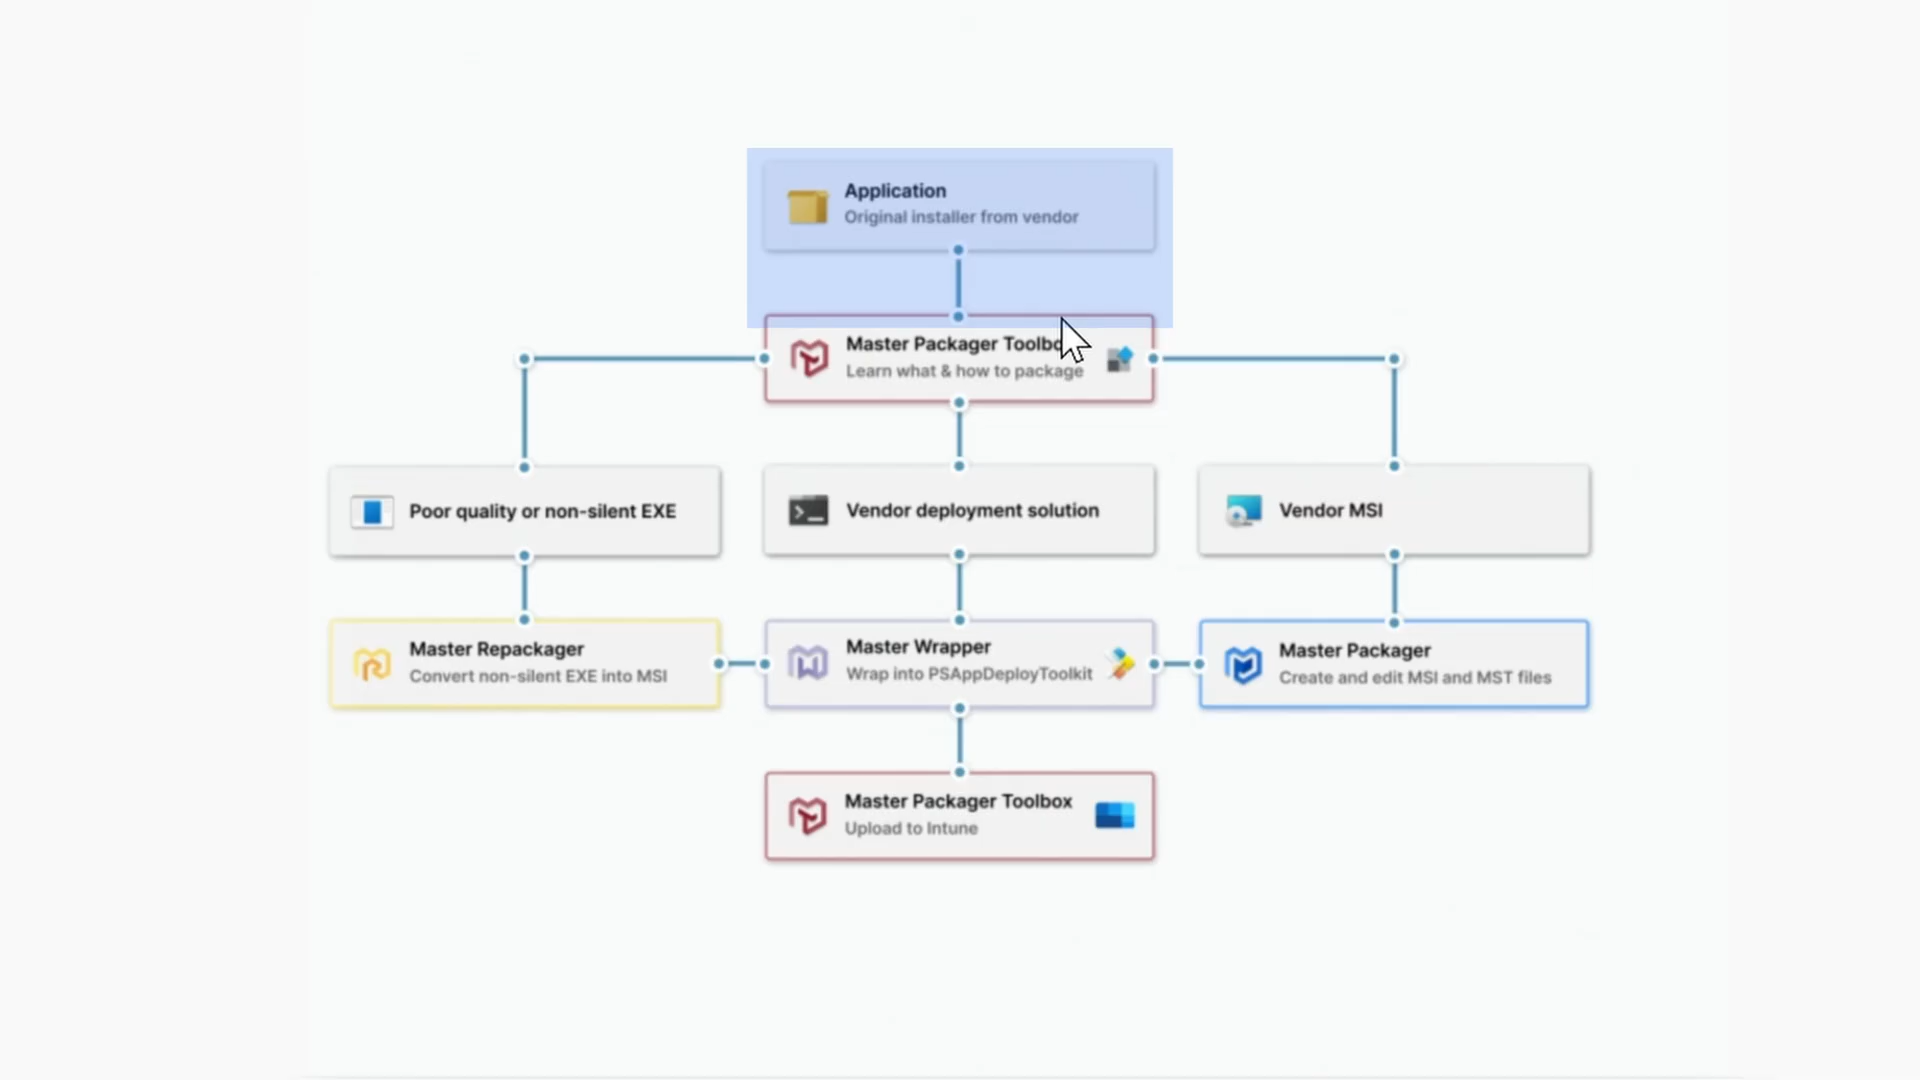 Application
Original installer from vendor
Master Packager Toolbox
Learn what & how to package
Poor quality or non-silent EXE
Vendor deployment solution
Vendor MSI
Master Repackager
Convert non-silent EXE into MSI
Master Wrapper
Wrap into PSAppDeployToolkit
Master Packager
Create and edit MSI and MST files
Master Packager Toolbox
Upload to Intune